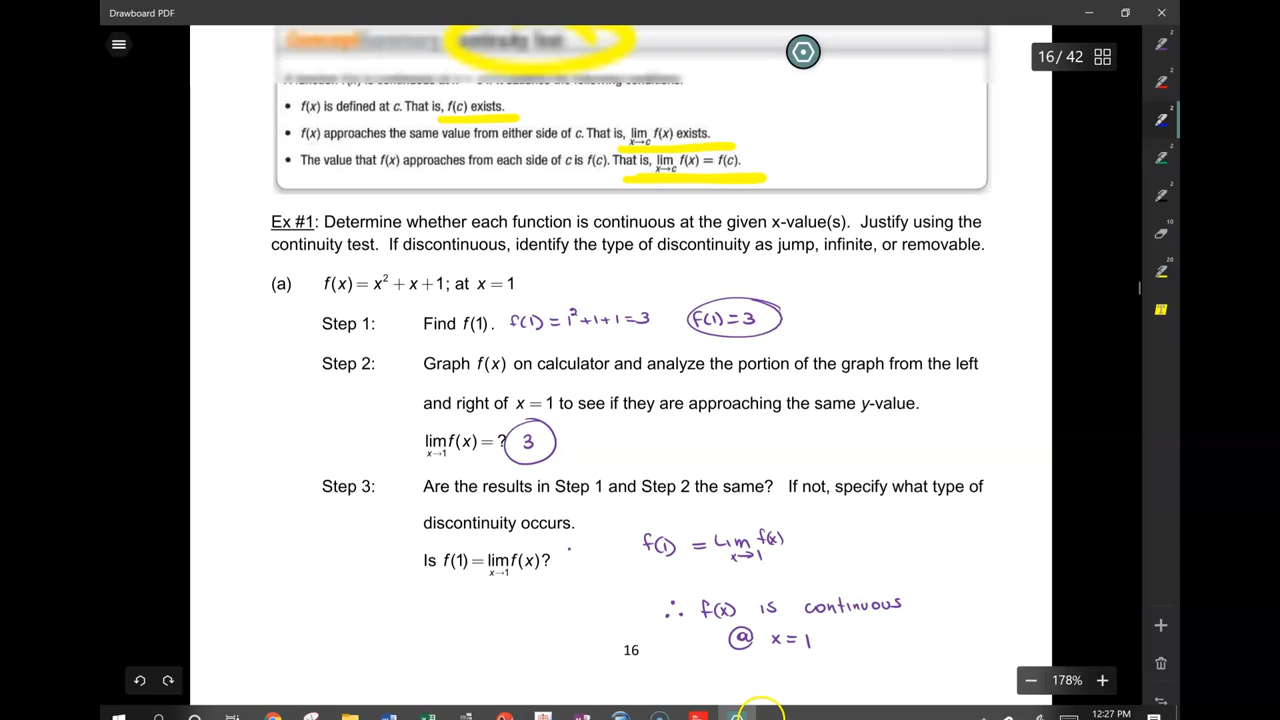 Drawboard PDF
16/42
Continuity Test
• f(x) is defined at c. That is, f(c) exists.
• f(x) approaches the same value from either side of c. That is, lim x→c f(x) exists.
• The value that f(x) approaches from each side of c is f(c). That is, lim x→c f(x) = f(c).
Ex #1: Determine whether each function is continuous at the given x-value(s). Justify using the
continuity test. If discontinuous, identify the type of discontinuity as jump, infinite, or removable.
(a) f(x) = x² + x + 1; at x = 1
Step 1: Find f(1). f(1) = 1² + 1 + 1 = 3 f(1) = 3
Step 2: Graph f(x) on calculator and analyze the portion of the graph from the left
and right of x = 1 to see if they are approaching the same y-value.
lim x→1 f(x) = ? 3
Step 3: Are the results in Step 1 and Step 2 the same? If not, specify what type of
discontinuity occurs.
f(1) = Lim x→1 f(x)
Is f(1) = lim x→1 f(x)?
∴ f(x) is continuous
@ x = 1
16
178%
12:27 PM